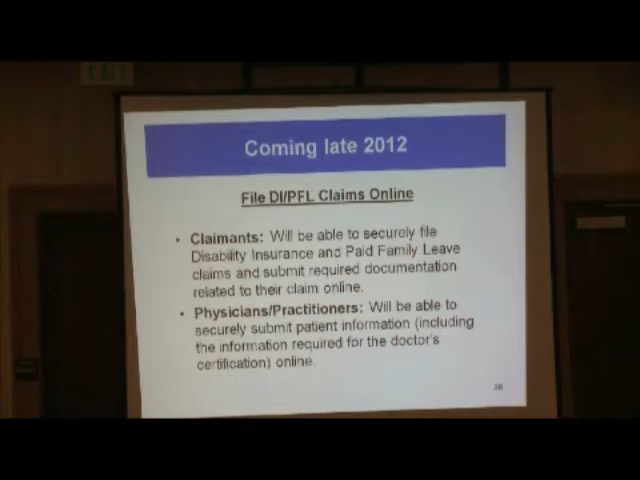 EXIT
Coming late 2012
File DI/PFL Claims Online
• Claimants: Will be able to securely file
Disability Insurance and Paid Family Leave
claims and submit required documentation
related to their claim online.
• Physicians/Practitioners: Will be able to
securely submit patient information (including
the information required for the doctor's
certification) online.